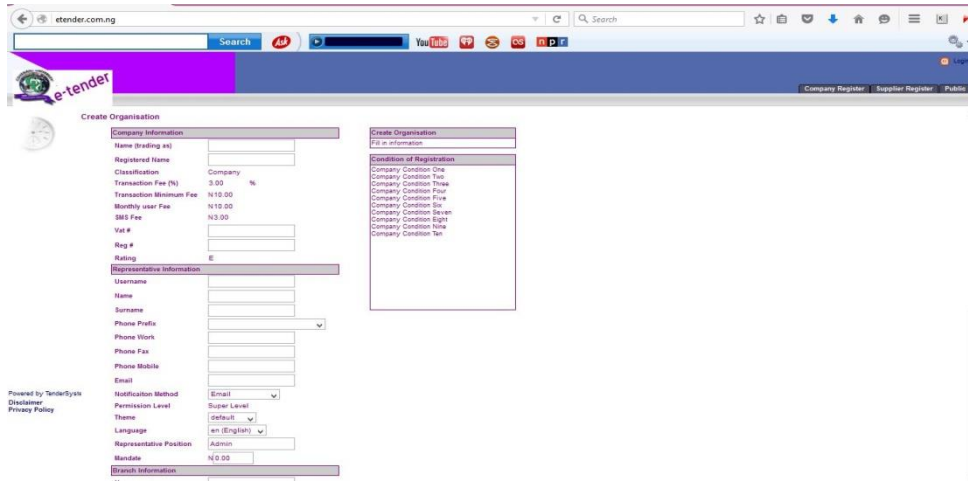 etender.com.ng
Search
Search
Ask
YouTube
OS
n p r
Login
e-tender
Company Register
Supplier Register
Public
Create Organisation
Company Information
Name (trading as)
Registered Name
Classification Company
Transaction Fee (%) 3.00 %
Transaction Minimum Fee N10.00
Monthly user Fee N10.00
SMS Fee N3.00
Vat #
Reg #
Rating E
Representative Information
Username
Name
Surname
Phone Prefix
Phone Work
Phone Fax
Phone Mobile
Email
Notificaiton Method Email
Permission Level Super Level
Theme default
Language en (English)
Representative Position Admin
Mandate N 0.00
Branch Information
Create Organisation
Fill in information
Condition of Registration
Company Condition One
Company Condition Two
Company Condition Three
Company Condition Four
Company Condition Five
Company Condition Six
Company Condition Seven
Company Condition Eight
Company Condition Nine
Company Condition Ten
Powered by TenderSysis
Disclaimer
Privacy Policy